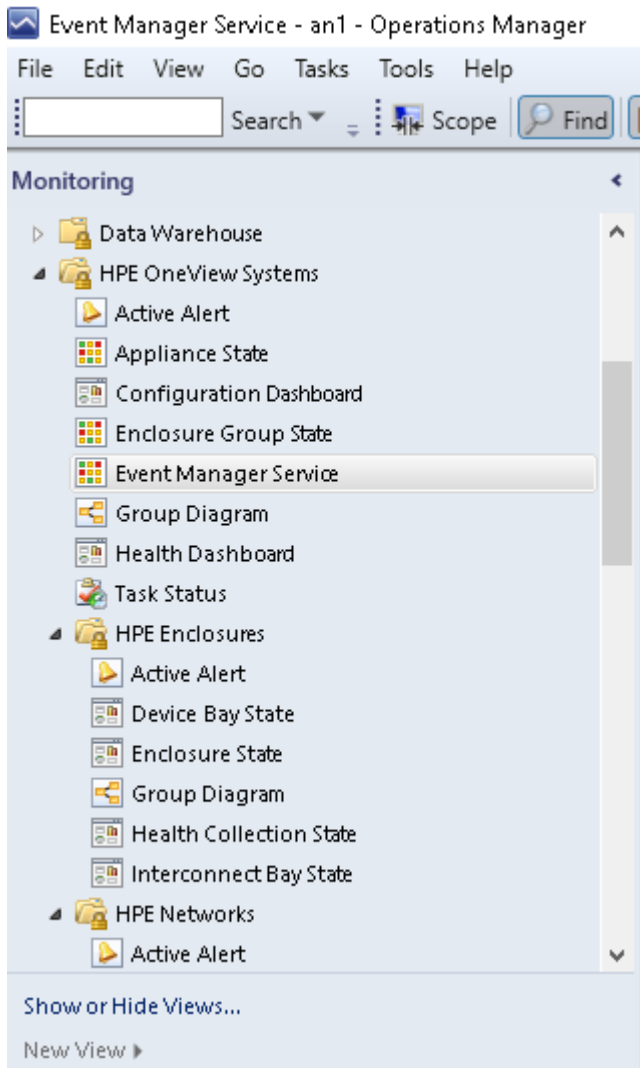 Event Manager Service - an1 - Operations Manager
File Edit View Go Tasks Tools Help
Search Scope Find
Monitoring
Data Warehouse
HPE OneView Systems
Active Alert
Appliance State
Configuration Dashboard
Enclosure Group State
Event Manager Service
Group Diagram
Health Dashboard
Task Status
HPE Enclosures
Active Alert
Device Bay State
Enclosure State
Group Diagram
Health Collection State
Interconnect Bay State
HPE Networks
Active Alert
Show or Hide Views...
New View